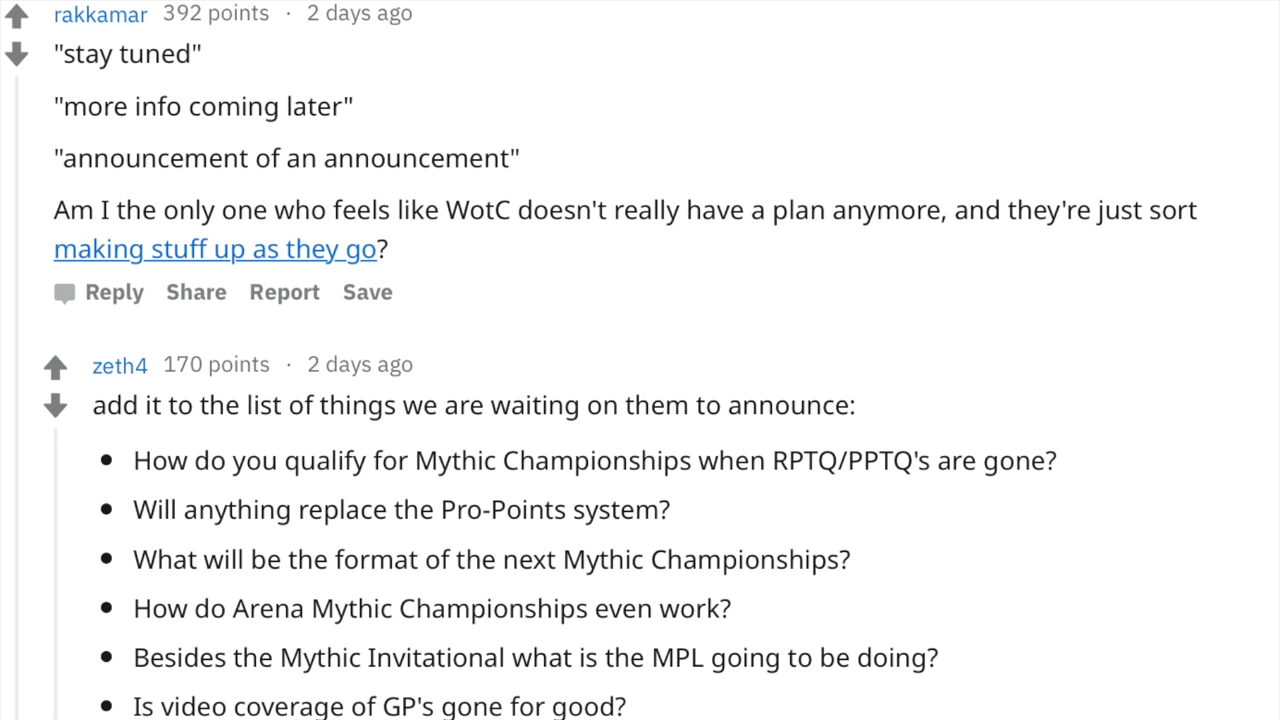 rakkamar 392 points · 2 days ago
"stay tuned"
"more info coming later"
"announcement of an announcement"
Am I the only one who feels like WotC doesn't really have a plan anymore, and they're just sort
making stuff up as they go?
Reply Share Report Save
zeth4 170 points · 2 days ago
add it to the list of things we are waiting on them to announce:
• How do you qualify for Mythic Championships when RPTQ/PPTQ's are gone?
• Will anything replace the Pro-Points system?
• What will be the format of the next Mythic Championships?
• How do Arena Mythic Championships even work?
• Besides the Mythic Invitational what is the MPL going to be doing?
• Is video coverage of GP's gone for good?